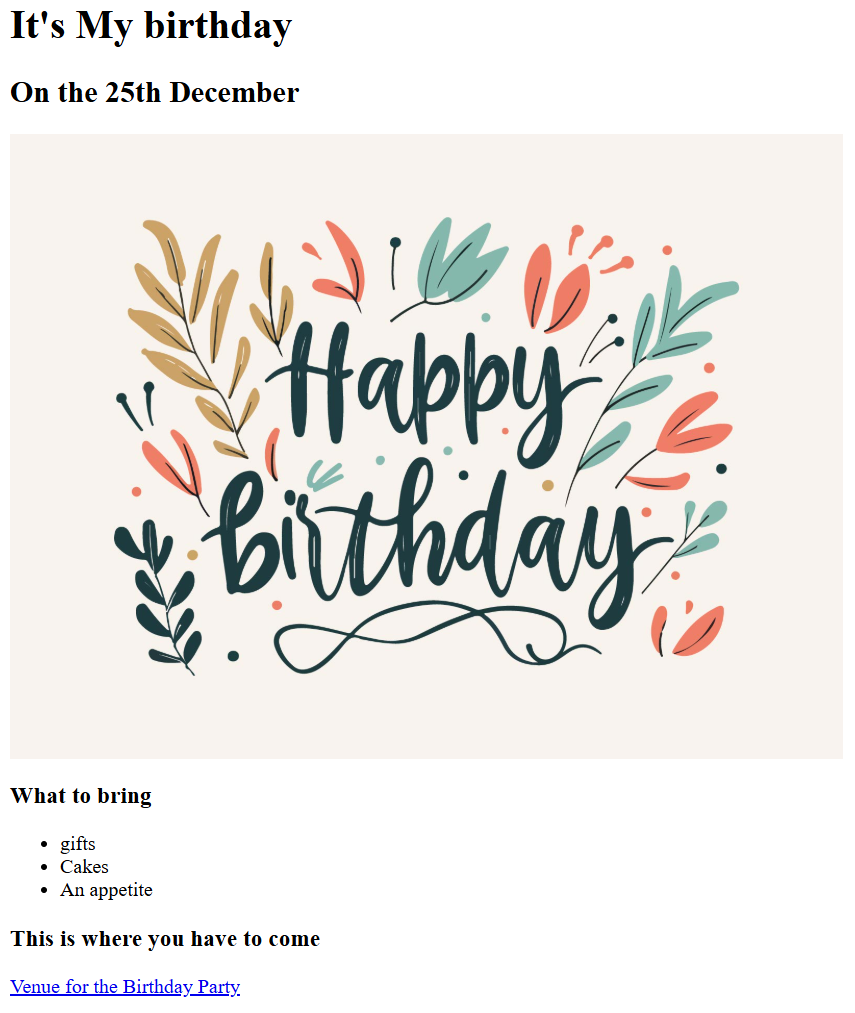 It's My birthday
On the 25th December
Happy
birthday
What to bring
gifts
Cakes
An appetite
This is where you have to come
Venue for the Birthday Party